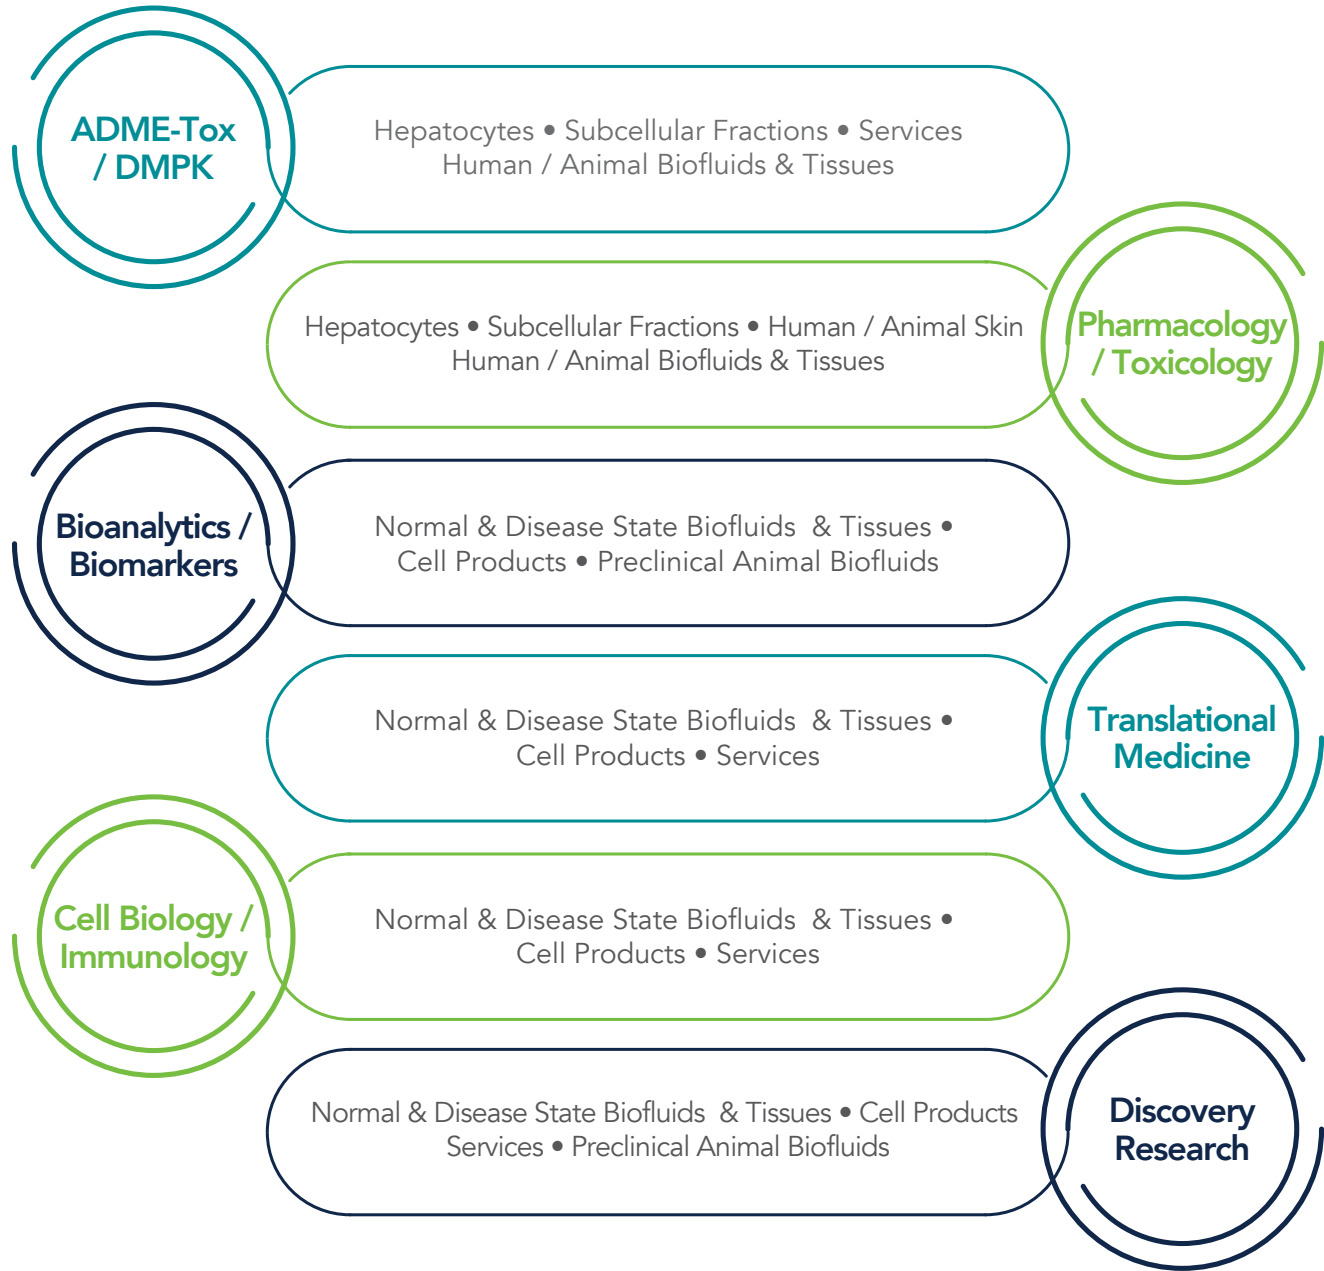 ADME-Tox
/ DMPK
Hepatocytes • Subcellular Fractions • Services
Human / Animal Biofluids & Tissues
Hepatocytes • Subcellular Fractions • Human / Animal Skin
Human / Animal Biofluids & Tissues
Pharmacology
/ Toxicology
Bioanalytics /
Biomarkers
Normal & Disease State Biofluids & Tissues •
Cell Products • Preclinical Animal Biofluids
Normal & Disease State Biofluids & Tissues •
Cell Products • Services
Translational
Medicine
Cell Biology /
Immunology
Normal & Disease State Biofluids & Tissues •
Cell Products • Services
Normal & Disease State Biofluids & Tissues • Cell Products
Services • Preclinical Animal Biofluids
Discovery
Research